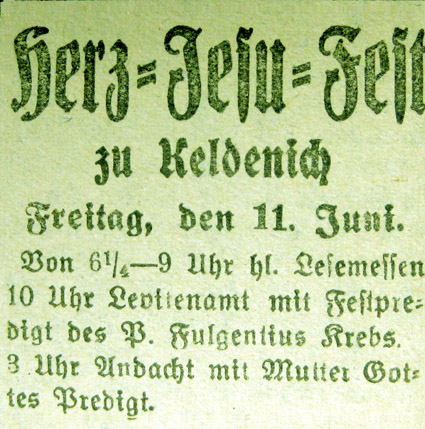 Herz-Jesu-Fest
zu Keldenich
Freitag, den 11. Juni.
Von 6¼—9 Uhr hl. Lesemessen
10 Uhr Levitenamt mit Festpre-
digt des P. Fulgentius Krebs.
3 Uhr Andacht mit Mutter Got-
tes Predigt.